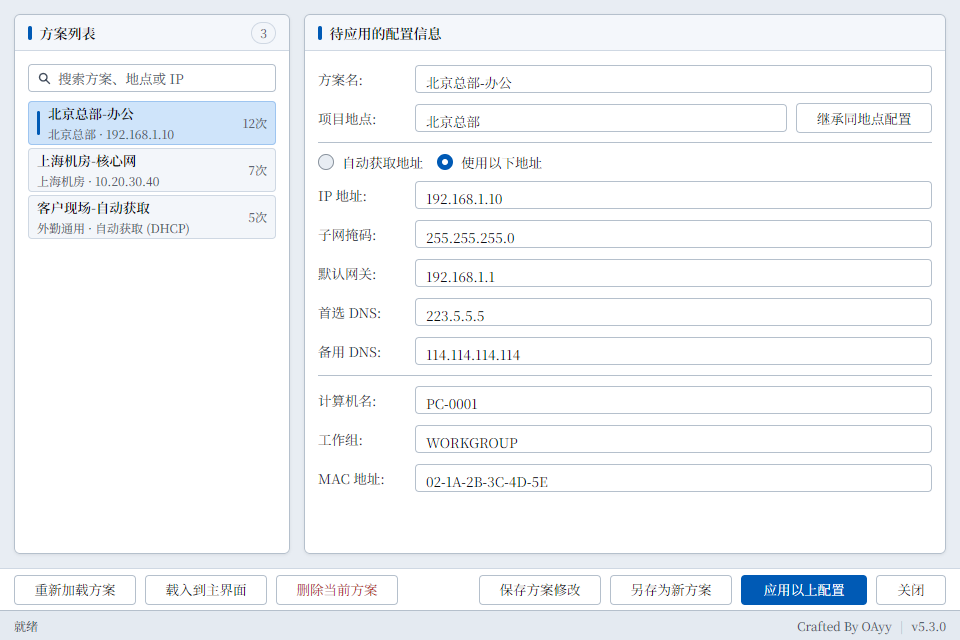 方案列表
3
搜索方案、地点或 IP
北京总部-办公
北京总部 · 192.168.1.10
12次
上海机房-核心网
上海机房 · 10.20.30.40
7次
客户现场-自动获取
外勤通用 · 自动获取 (DHCP)
5次
待应用的配置信息
方案名:
北京总部-办公
项目地点:
北京总部
继承同地点配置
自动获取地址
使用以下地址
IP 地址:
192.168.1.10
子网掩码:
255.255.255.0
默认网关:
192.168.1.1
首选 DNS:
223.5.5.5
备用 DNS:
114.114.114.114
计算机名:
PC-0001
工作组:
WORKGROUP
MAC 地址:
02-1A-2B-3C-4D-5E
重新加载方案
载入到主界面
删除当前方案
保存方案修改
另存为新方案
应用以上配置
关闭
就绪
Crafted By OAyy
v5.3.0